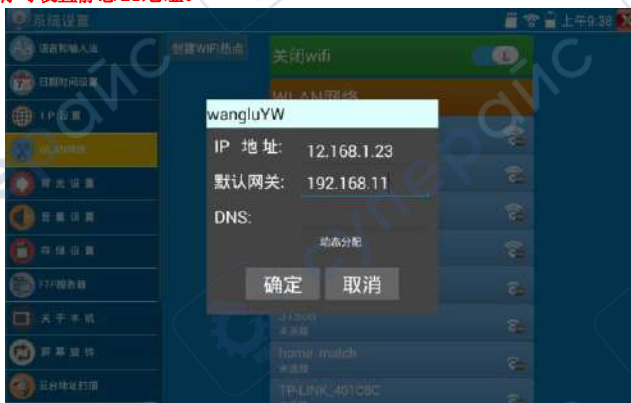 系统设置
上午9:38
语言和输入法
创建WIFI热点
关闭wifi
日期时间设置
WLAN网络
IP设置
wangluYW
IP 地址: 12.168.1.23
默认网关: 192.168.11
DNS:
动态分配
确定 取消
背光设置
音量设置
存储设置
FTP服务器
关于本机
屏幕旋转
home match
TP-LINK_401C8C